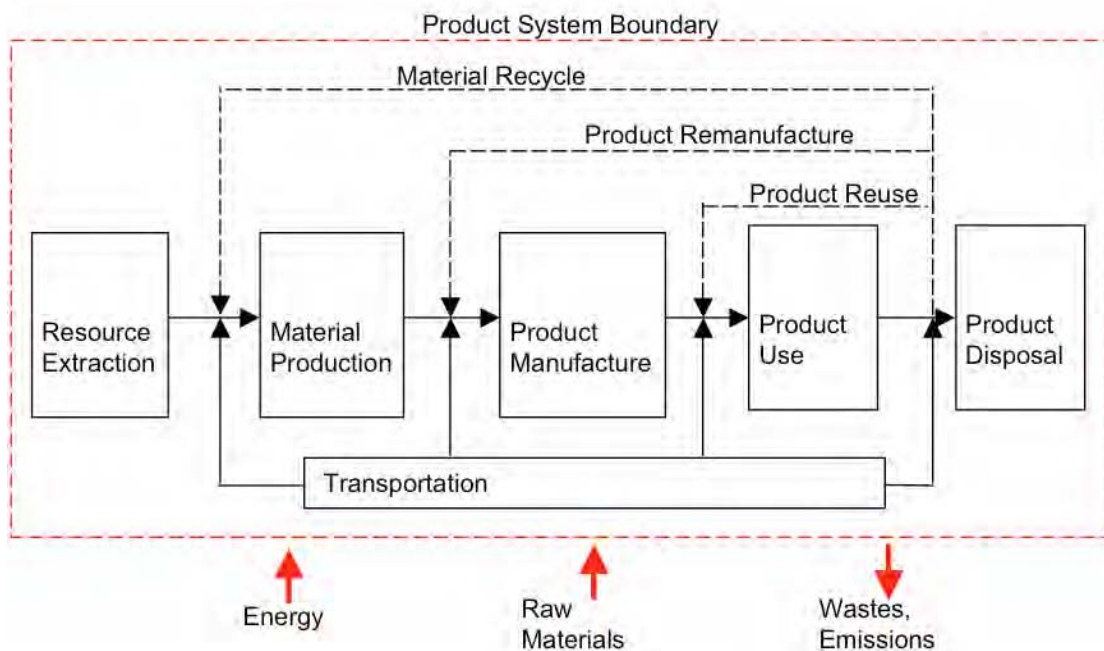 Product System Boundary
Material Recycle
Product Remanufacture
Product Reuse
Resource
Extraction
Material
Production
Product
Manufacture
Product
Use
Product
Disposal
Transportation
Energy
Raw
Materials
Wastes,
Emissions